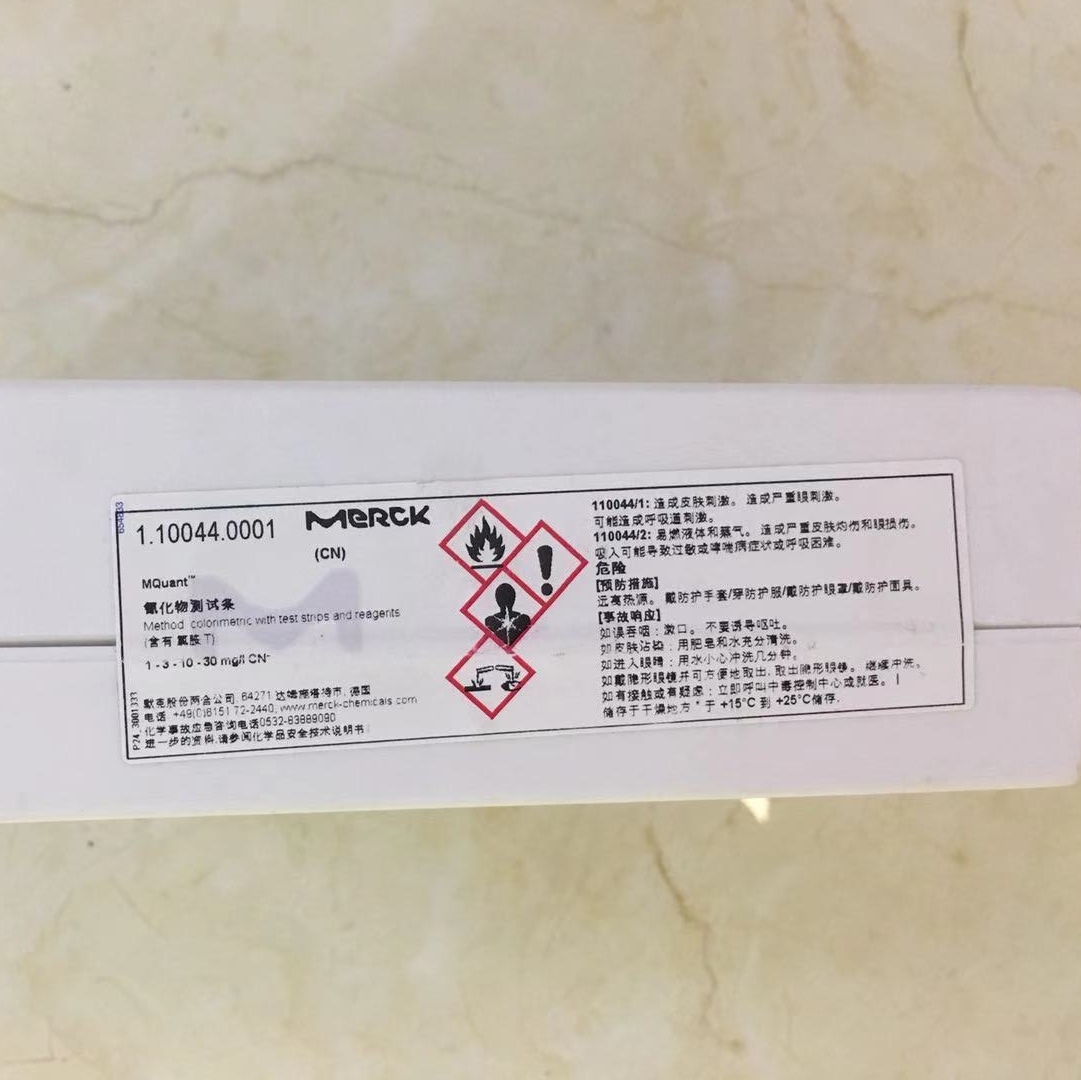 1.10044.0001
MERCK
(CN)
MQuant™
氰化物测试条
Method colorimetric with test strips and reagents
(含有氯胺 T)
1 - 3 - 10 - 30 mg/l CN⁻
默克股份两合公司, 64271 达姆施塔特市, 德国
电话 +49(0)6151 72-2440, www.merck-chemicals.com
化学事故应急咨询电话0532-83889090
进一步的资料,请参阅化学品安全技术说明书
110044/1: 造成皮肤刺激。 造成严重眼刺激。
可能造成呼吸道刺激。
110044/2: 易燃液体和蒸气。 造成严重皮肤灼伤和眼损伤。
吸入可能导致过敏或哮喘病症状或呼吸困难。
危险
[预防措施]
远离热源。 戴防护手套/穿防护服/戴防护眼罩/戴防护面具。
[事故响应]
如误吞咽:漱口。 不要诱导呕吐。
如皮肤沾染:用肥皂和水充分清洗。
如进入眼睛:用水小心冲洗几分钟。
如戴隐形眼镜并可方便地取出,取出隐形眼镜。 继续冲洗。
如有接触或有疑虑:立即呼叫中毒控制中心或就医。
储存于干燥地方 * 于 +15°C 到 +25°C储存.